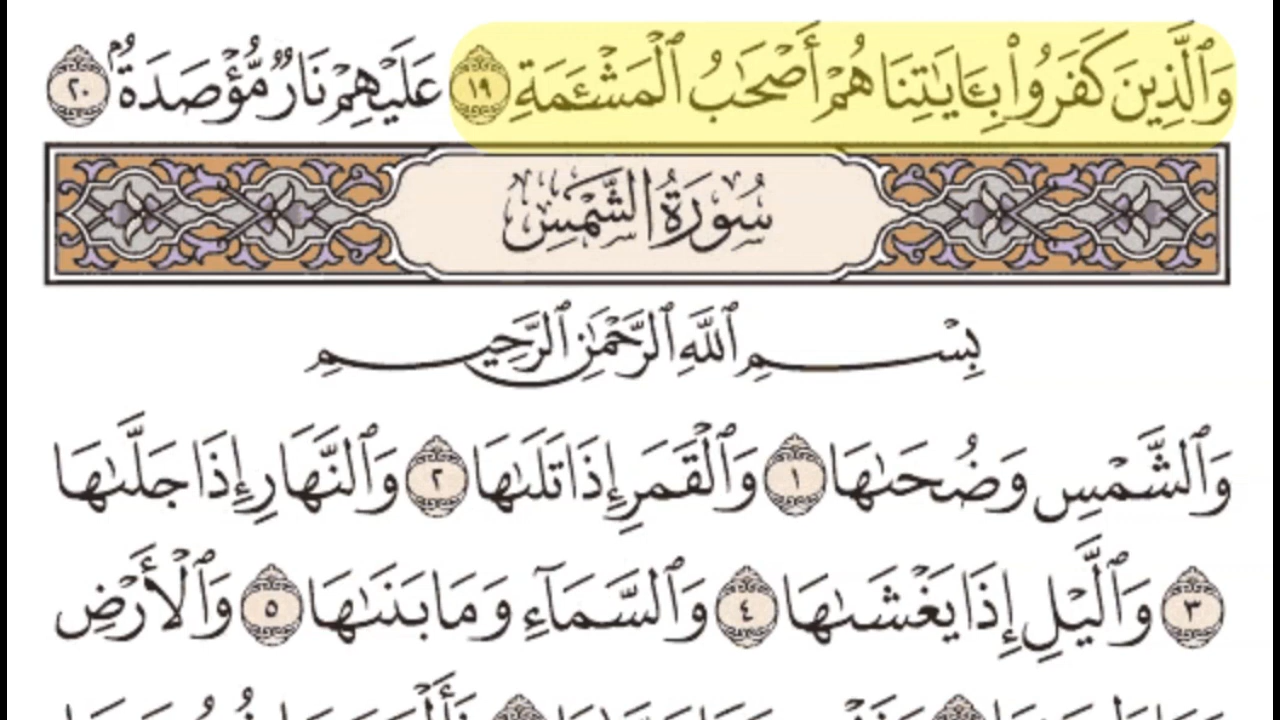 وَٱلَّذِينَ كَفَرُوا۟ بِـَٔايَٰتِنَا هُمْ أَصْحَٰبُ ٱلْمَشْـَٔمَةِ ١٩ عَلَيْهِمْ نَارٌ مُّؤْصَدَةٌۢ ٢٠
سُورَةُ الشَّمْسِ
بِسْمِ ٱللَّهِ ٱلرَّحْمَٰنِ ٱلرَّحِيمِ
وَٱلشَّمْسِ وَضُحَىٰهَا ١ وَٱلْقَمَرِ إِذَا تَلَىٰهَا ٢ وَٱلنَّهَارِ إِذَا جَلَّىٰهَا
٣ وَٱلَّيْلِ إِذَا يَغْشَىٰهَا ٤ وَٱلسَّمَآءِ وَمَا بَنَىٰهَا ٥ وَٱلْأَرْضِ